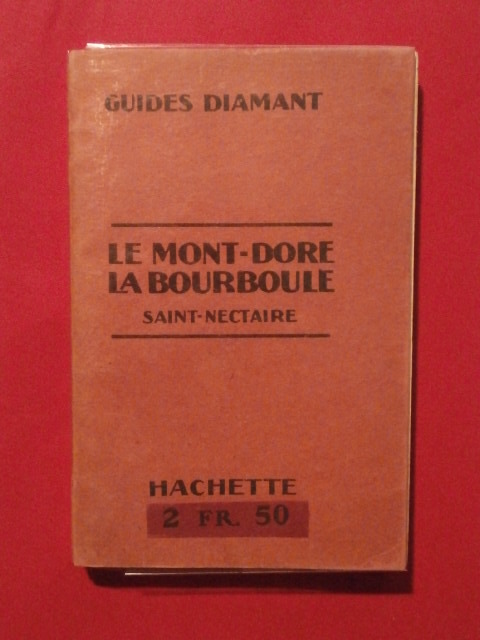 GUIDES DIAMANT
LE MONT-DORE
LA BOURBOULE
SAINT-NECTAIRE
HACHETTE
2 FR. 50